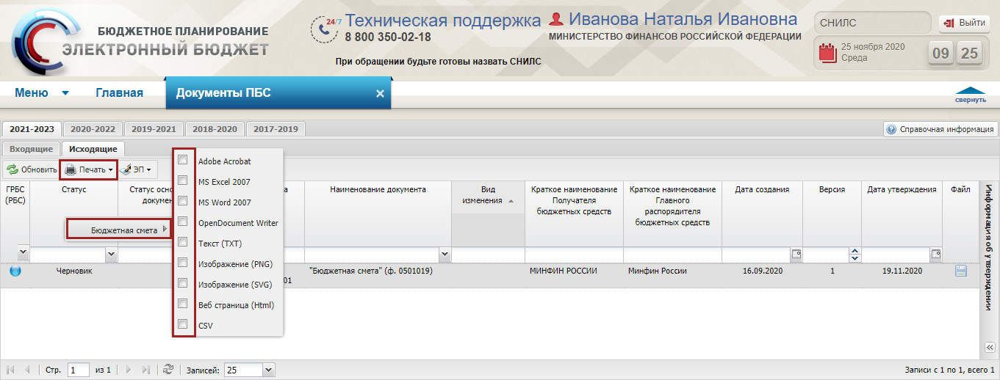 БЮДЖЕТНОЕ ПЛАНИРОВАНИЕ
ЭЛЕКТРОННЫЙ БЮДЖЕТ
24/7 Техническая поддержка
8 800 350-02-18
При обращении будьте готовы назвать СНИЛС
Иванова Наталья Ивановна
МИНИСТЕРСТВО ФИНАНСОВ РОССИЙСКОЙ ФЕДЕРАЦИИ
СНИЛС
Выйти
25 ноября 2020
Среда
09 25
Меню Главная Документы ПБС
свернуть
2021-2023 2020-2022 2019-2021 2018-2020 2017-2019
Справочная информация
Входящие Исходящие
Обновить Печать ЭП
Бюджетная смета
Adobe Acrobat
MS Excel 2007
MS Word 2007
OpenDocument Writer
Текст (TXT)
Изображение (PNG)
Изображение (SVG)
Веб страница (Html)
CSV
ГРБС
(РБС)
Статус
Статус осно
докумен
Наименование документа
Вид
изменения
Краткое наименование
Получателя
бюджетных средств
Краткое наименование
Главного
распорядителя
бюджетных средств
Дата создания
Версия
Дата утверждения
Файл
Информация об утверждении
Черновик
01
"Бюджетная смета" (ф. 0501019)
МИНФИН РОССИИ
Минфин России
16.09.2020
1
19.11.2020
Стр. 1 из 1
Записей: 25
Записи с 1 по 1, всего 1